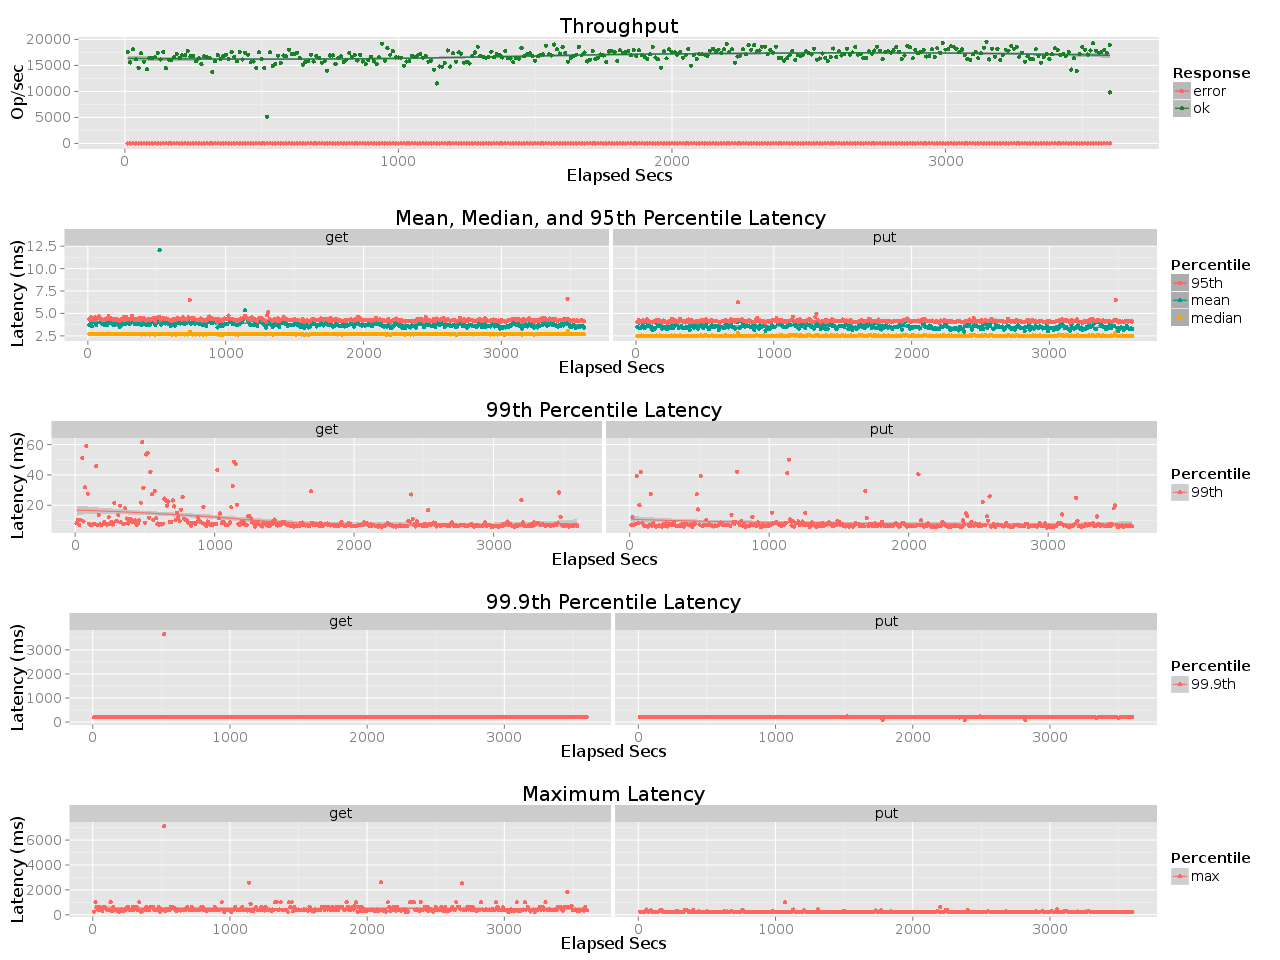 Throughput
Op/sec
20000
15000
10000
5000
0
0 1000 2000 3000
Elapsed Secs
Response
error
ok
Mean, Median, and 95th Percentile Latency
get put
Latency (ms)
12.5
10.0
7.5
5.0
2.5
0 1000 2000 3000 0 1000 2000 3000
Elapsed Secs
Percentile
95th
mean
median
99th Percentile Latency
get put
Latency (ms)
60
40
20
0 1000 2000 3000 0 1000 2000 3000
Elapsed Secs
Percentile
99th
99.9th Percentile Latency
get put
Latency (ms)
3000
2000
1000
0
0 1000 2000 3000 0 1000 2000 3000
Elapsed Secs
Percentile
99.9th
Maximum Latency
get put
Latency (ms)
6000
4000
2000
0
0 1000 2000 3000 0 1000 2000 3000
Elapsed Secs
Percentile
max